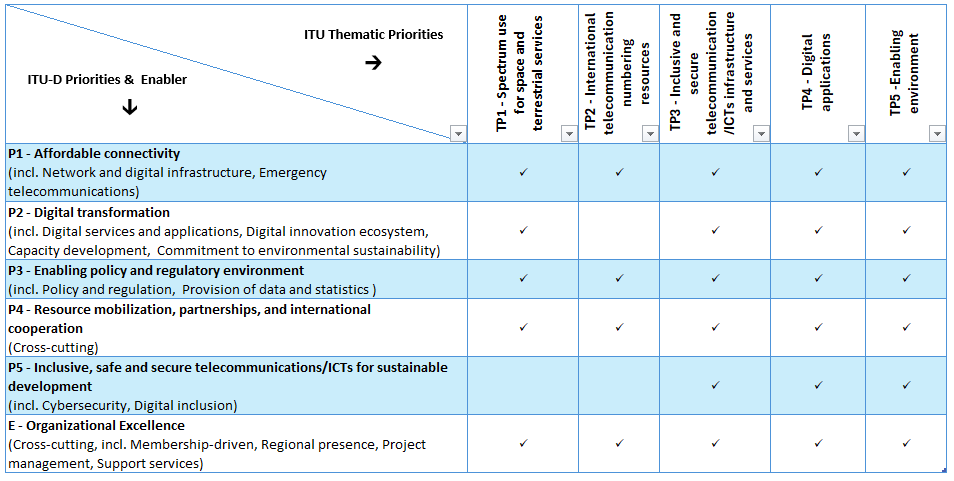 ITU Thematic Priorities
→
ITU-D Priorities & Enabler
↓
TP1 - Spectrum use
for space and
terrestrial services
TP2 - International
telecommunication
numbering
resources
TP3 - Inclusive and
secure
telecommunication
/ICTs infrastructure
and services
TP4 - Digital
applications
TP5 -Enabling
environment
P1 - Affordable connectivity
(incl. Network and digital infrastructure, Emergency
telecommunications)
✓ ✓ ✓ ✓ ✓
P2 - Digital transformation
(incl. Digital services and applications, Digital innovation ecosystem,
Capacity development, Commitment to environmental sustainability)
✓ ✓ ✓ ✓
P3 - Enabling policy and regulatory environment
(incl. Policy and regulation, Provision of data and statistics )
✓ ✓ ✓ ✓ ✓
P4 - Resource mobilization, partnerships, and international
cooperation
(Cross-cutting)
✓ ✓ ✓ ✓ ✓
P5 - Inclusive, safe and secure telecommunications/ICTs for sustainable
development
(incl. Cybersecurity, Digital inclusion)
✓ ✓ ✓
E - Organizational Excellence
(Cross-cutting, incl. Membership-driven, Regional presence, Project
management, Support services)
✓ ✓ ✓ ✓ ✓